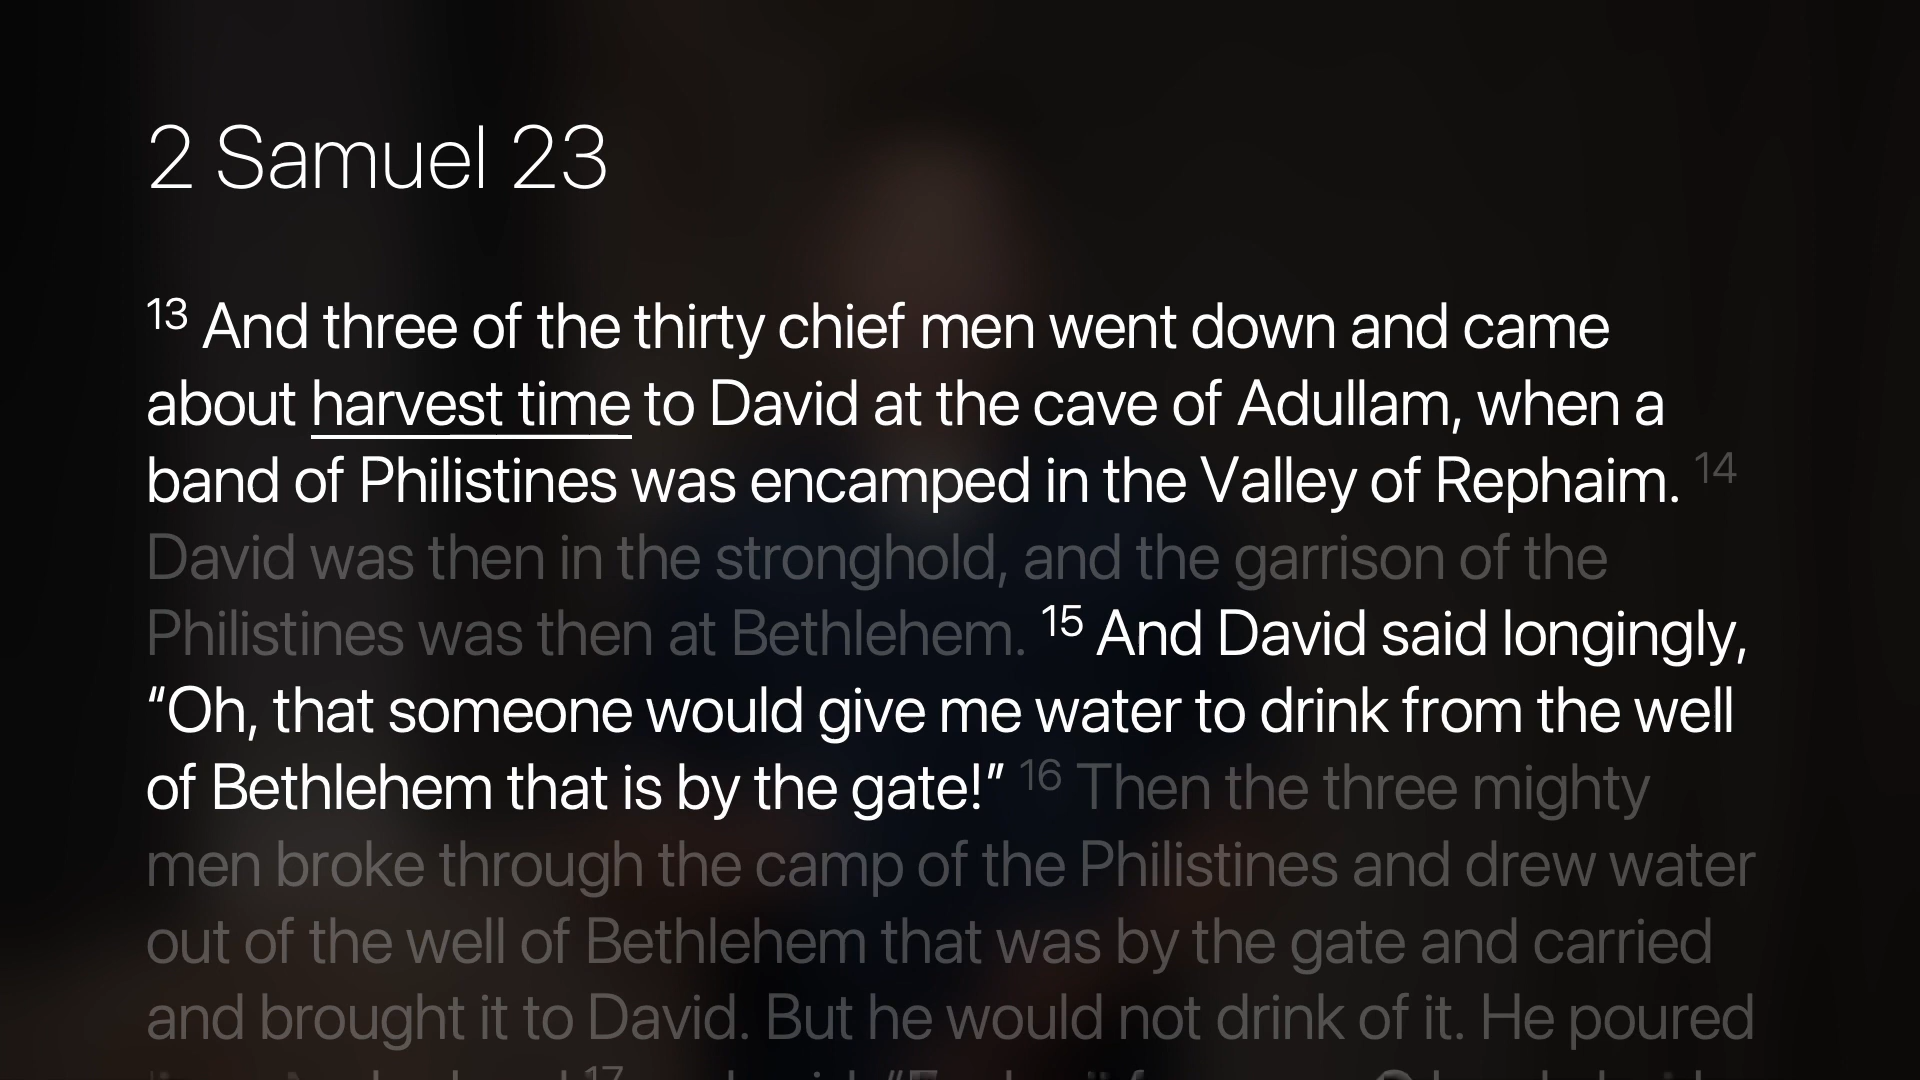 2 Samuel 23
13 And three of the thirty chief men went down and came
about harvest time to David at the cave of Adullam, when a
band of Philistines was encamped in the Valley of Rephaim. 14
David was then in the stronghold, and the garrison of the
Philistines was then at Bethlehem. 15 And David said longingly,
“Oh, that someone would give me water to drink from the well
of Bethlehem that is by the gate!” 16 Then the three mighty
men broke through the camp of the Philistines and drew water
out of the well of Bethlehem that was by the gate and carried
and brought it to David. But he would not drink of it. He poured
17